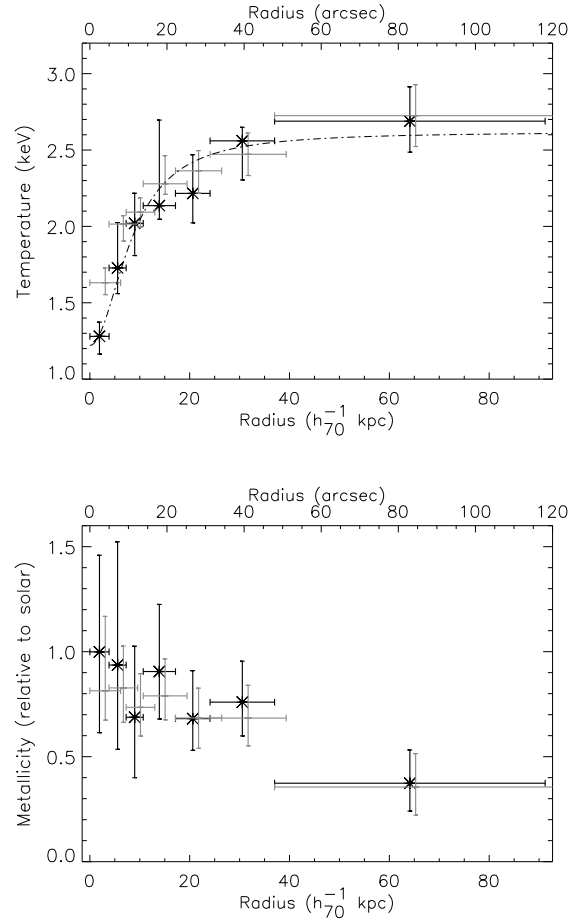 Radius (arcsec)
0 20 40 60 80 100 120
3.0
2.5
2.0
1.5
1.0
Temperature (keV)
0 20 40 60 80
Radius (h_70^-1 kpc)
Radius (arcsec)
0 20 40 60 80 100 120
1.5
1.0
0.5
0.0
Metallicity (relative to solar)
0 20 40 60 80
Radius (h_70^-1 kpc)